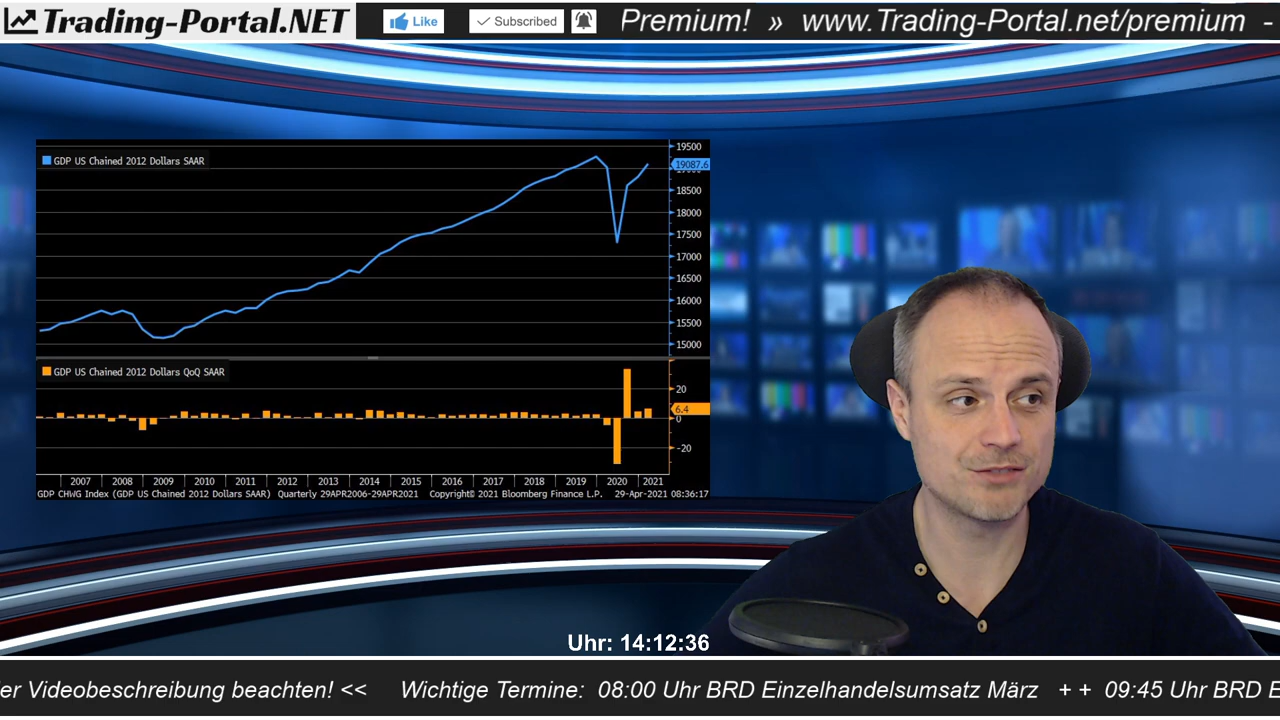 Trading-Portal.NET
Like
Subscribed
Premium! » www.Trading-Portal.net/premium -
GDP US Chained 2012 Dollars SAAR
19500
19087.6
18500
18000
17500
17000
16500
16000
15500
15000
GDP US Chained 2012 Dollars QoQ SAAR
20
6.4
0
-20
2007 2008 2009 2010 2011 2012 2013 2014 2015 2016 2017 2018 2019 2020 2021
GDP CHWG Index (GDP US Chained 2012 Dollars SAAR) Quarterly 29APR2006-29APR2021 Copyright© 2021 Bloomberg Finance L.P. 29-Apr-2021 08:36:17
Uhr: 14:12:36
er Videobeschreibung beachten! << Wichtige Termine: 08:00 Uhr BRD Einzelhandelsumsatz März + + 09:45 Uhr BRD E